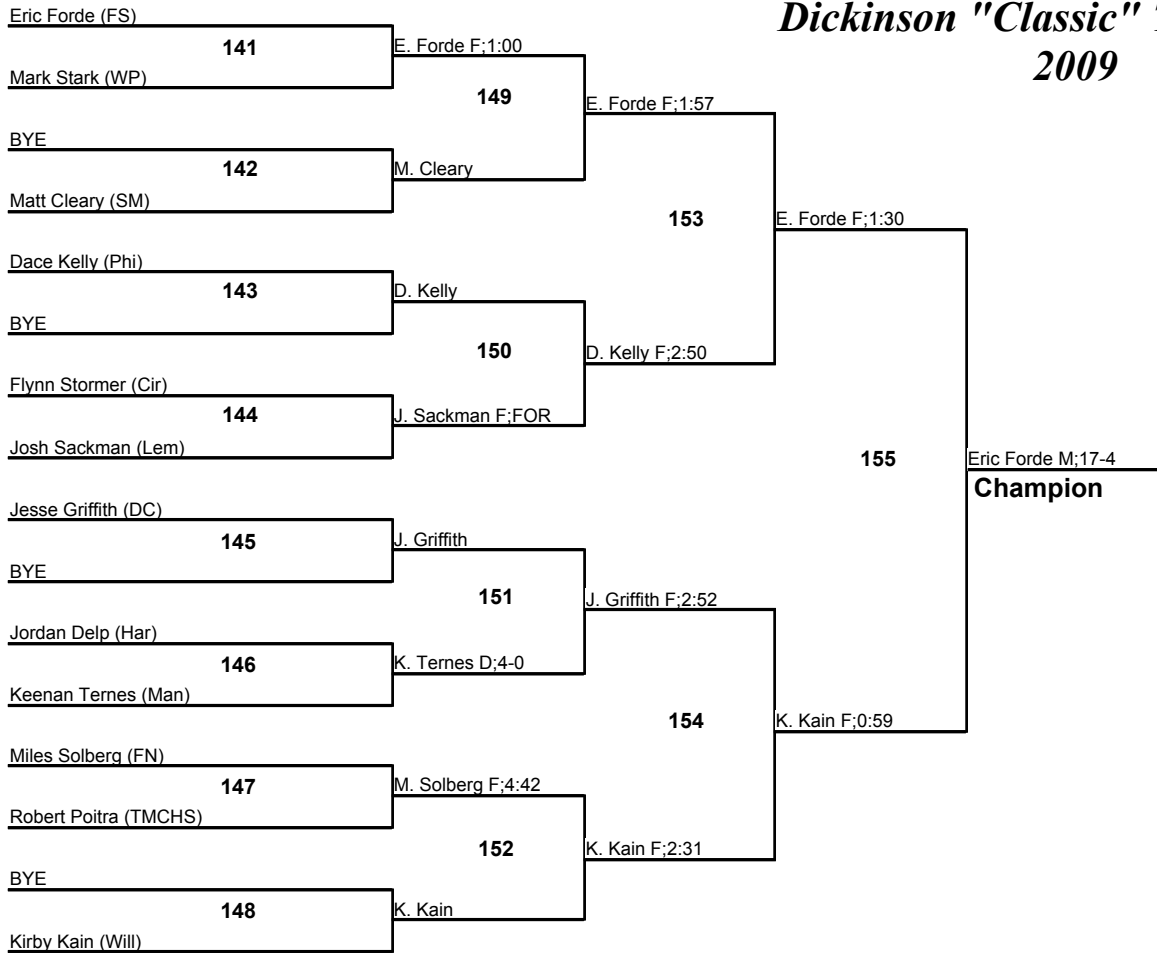 Dickinson "Classic"
2009
Eric Forde (FS)
141
Mark Stark (WP)
E. Forde F;1:00
149
BYE
142
Matt Cleary (SM)
M. Cleary
E. Forde F;1:57
153
Dace Kelly (Phi)
143
BYE
D. Kelly
150
Flynn Stormer (Cir)
144
Josh Sackman (Lem)
J. Sackman F;FOR
D. Kelly F;2:50
E. Forde F;1:30
155
Jesse Griffith (DC)
145
BYE
J. Griffith
151
Jordan Delp (Har)
146
Keenan Ternes (Man)
K. Ternes D;4-0
J. Griffith F;2:52
154
Miles Solberg (FN)
147
Robert Poitra (TMCHS)
M. Solberg F;4:42
152
BYE
148
Kirby Kain (Will)
K. Kain
K. Kain F;2:31
K. Kain F;0:59
Eric Forde M;17-4
Champion